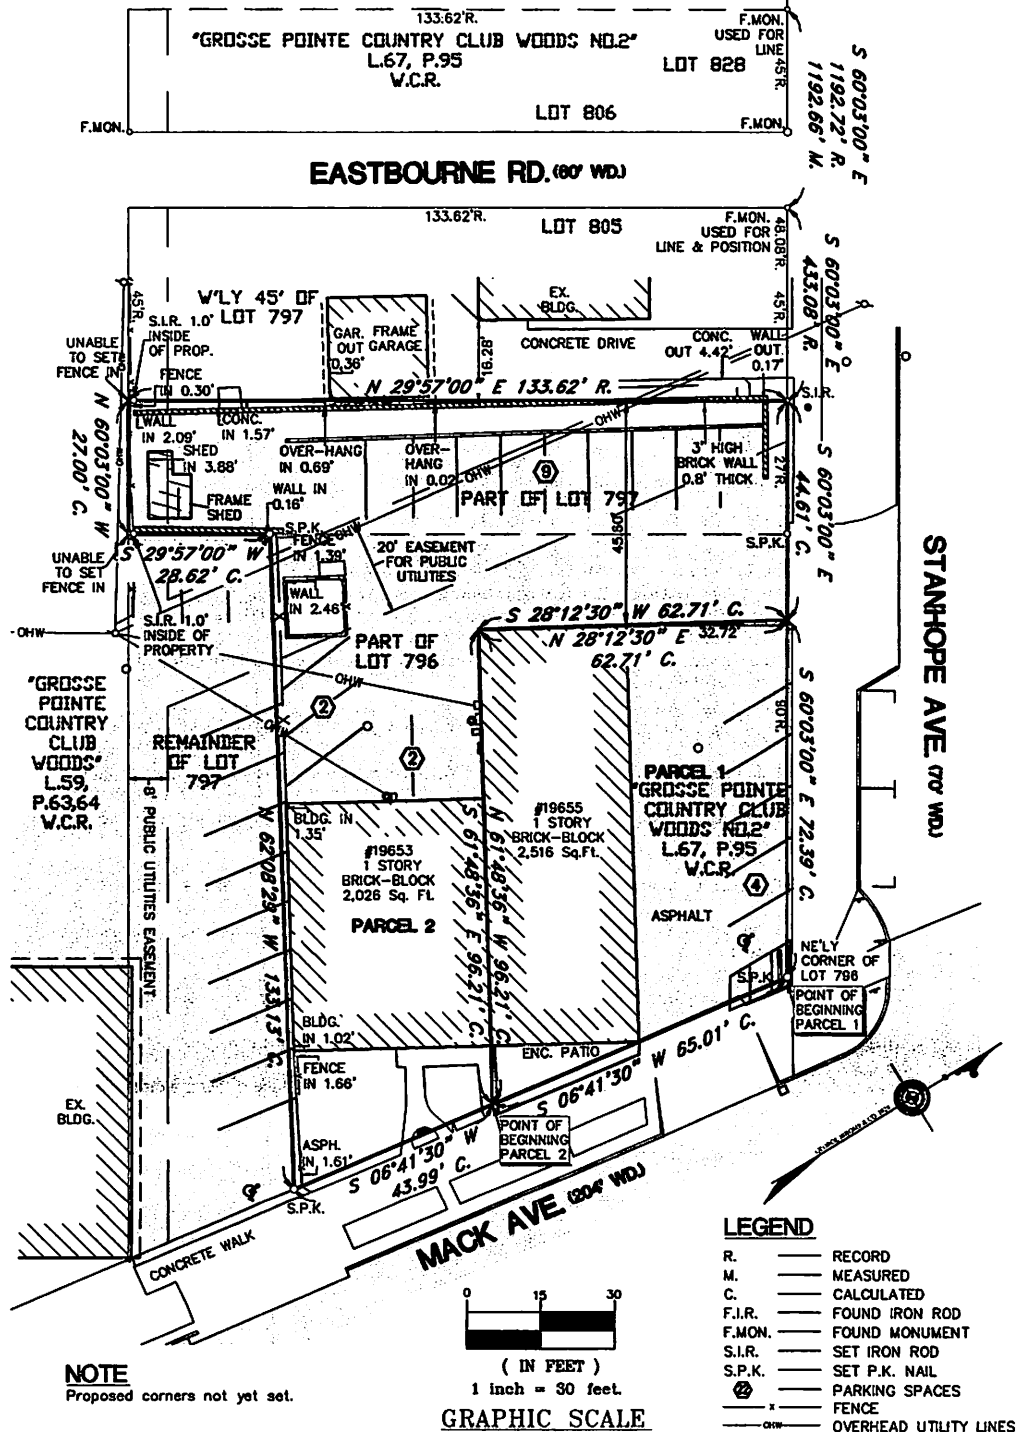 133.62'R.
"GROSSE POINTE COUNTRY CLUB WOODS NO.2"
L.67, P.95
W.C.R.
LOT 828
F.MON.
USED FOR
LINE
45'R.
S 60°03'00" E
1192.72' R.
1192.66' M.
LOT 806
F.MON.
F.MON.
EASTBOURNE RD. (60' WD.)
133.62'R.
LOT 805
F.MON.
USED FOR
LINE & POSITION
48.08'R.
S 60°03'00" E
433.08' R.
W'LY 45' OF
LOT 797
45'R.
EX.
BLDG.
45'R.
S.I.R. 1.0'
INSIDE
OF PROP.
GAR.
OUT
0.36'
FRAME
GARAGE
16.28'
CONCRETE DRIVE
CONC.
OUT 4.42'
WALL
OUT
0.17'
UNABLE
TO SET
FENCE IN
FENCE
IN 0.30'
N 29°57'00" E 133.62' R.
S.I.R.
OHW
N 60°03'00" W
27.00' C.
WALL
IN 2.09'
CONC.
IN 1.57'
SHED
IN 3.88'
OVER-HANG
IN 0.69'
OVER-
HANG
IN 0.02'
OHW
9
3" HIGH
BRICK WALL
0.8' THICK
27'R.
S 60°03'00" E
44.61' C.
WALL IN
0.16'
PART OF LOT 797
FRAME
SHED
S.P.K.
FENCE
IN 1.39'
OHW
45.80'
S.P.K.
UNABLE
TO SET
FENCE IN
S 29°57'00" W
28.62' C.
20' EASEMENT
FOR PUBLIC
UTILITIES
WALL
IN 2.46'
S 28°12'30" W 62.71' C.
N 28°12'30" E
62.71' C.
32.72'
OHW
S.I.R. 1.0'
INSIDE OF
PROPERTY
PART OF
LOT 796
OHW
STANHOPE AVE. (70' WD.)
"GROSSE
POINTE
COUNTRY
CLUB
WOODS"
L.59,
P.63,64
W.C.R.
2
2
REMAINDER
OF LOT
797
8' PUBLIC UTILITIES EASEMENT
S 60°03'00" E 72.39' C.
90'R.
PARCEL 1
"GROSSE POINTE
COUNTRY CLUB
WOODS NO.2"
L.67, P.95
W.C.R.
#19655
1 STORY
BRICK-BLOCK
2,516 Sq.Ft.
BLDG. IN
1.35'
#19653
1 STORY
BRICK-BLOCK
2,026 Sq. Ft.
PARCEL 2
N 62°08'29" W 133.13' C.
S 61°48'36" E 96.21' C.
N 61°48'36" W 96.21' C.
4
ASPHALT
S.P.K.
NE'LY
CORNER OF
LOT 796
POINT OF
BEGINNING
PARCEL 1
BLDG.
IN 1.02'
ENC. PATIO
S 06°41'30" W 65.01' C.
FENCE
IN 1.66'
EX.
BLDG.
POINT OF
BEGINNING
PARCEL 2
ASPH.
IN 1.61'
S 06°41'30" W
43.99' C.
S.P.K.
MACK AVE. (204' WD.)
CONCRETE WALK
LEGEND
R. RECORD
M. MEASURED
C. CALCULATED
F.I.R. FOUND IRON ROD
F.MON. FOUND MONUMENT
S.I.R. SET IRON ROD
S.P.K. SET P.K. NAIL
22 PARKING SPACES
x FENCE
OHW OVERHEAD UTILITY LINES
0 15 30
( IN FEET )
1 inch = 30 feet.
GRAPHIC SCALE
NOTE
Proposed corners not yet set.